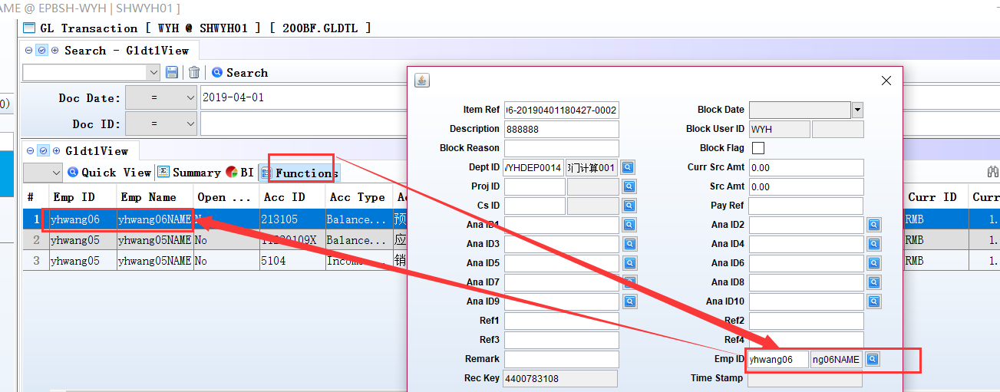 AME @ EPBSH-WYH | SHWYH01 ]
GL Transaction [ WYH @ SHWYH01 ] [ 200BF.GLDTL ]
Search - GldtlView
Search
0)
Doc Date: = 2019-04-01
Doc ID: =
GldtlView
Quick View Summary BI Functions
# Emp ID Emp Name Open ... Acc ID Acc Type Ac Curr ID Curr
1 yhwang06 yhwang06NAME 213105 Balance... 预 RMB 1.
2 yhwang05 yhwang05NAME No Balance... 应 RMB 1.
3 yhwang05 yhwang05NAME No 5104 Income 销 RMB 1.
Item Ref 06-20190401180427-0002 Block Date
Description 888888 Block User ID WYH
Block Reason Block Flag
Dept ID WYHDEP0014 部门计算001 Curr Src Amt 0.00
Proj ID Src Amt 0.00
Cs ID Pay Ref
Ana ID1 Ana ID2
Ana ID3 Ana ID4
Ana ID5 Ana ID6
Ana ID7 Ana ID8
Ana ID9 Ana ID10
Ref1 Ref2
Ref3 Ref4
Remark Emp ID yhwang06 ng06NAME
Rec Key 4400783108 Time Stamp